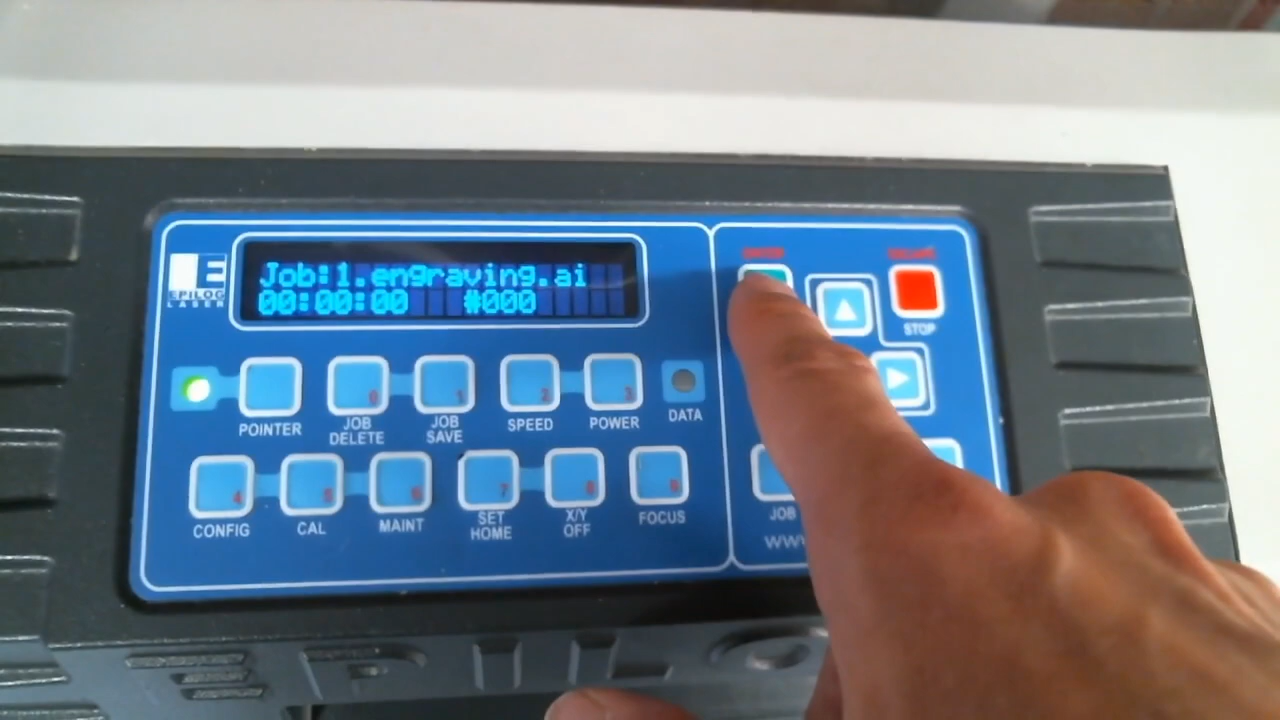 Job:1.engraving.ai
00:00:00 #000
E
EPILOG
LASER
POINTER
0
JOB
DELETE
1
JOB
SAVE
2
SPEED
3
POWER
DATA
4
CONFIG
5
CAL
6
MAINT
7
SET
HOME
8
X/Y
OFF
9
FOCUS
STOP
JOB
WWW